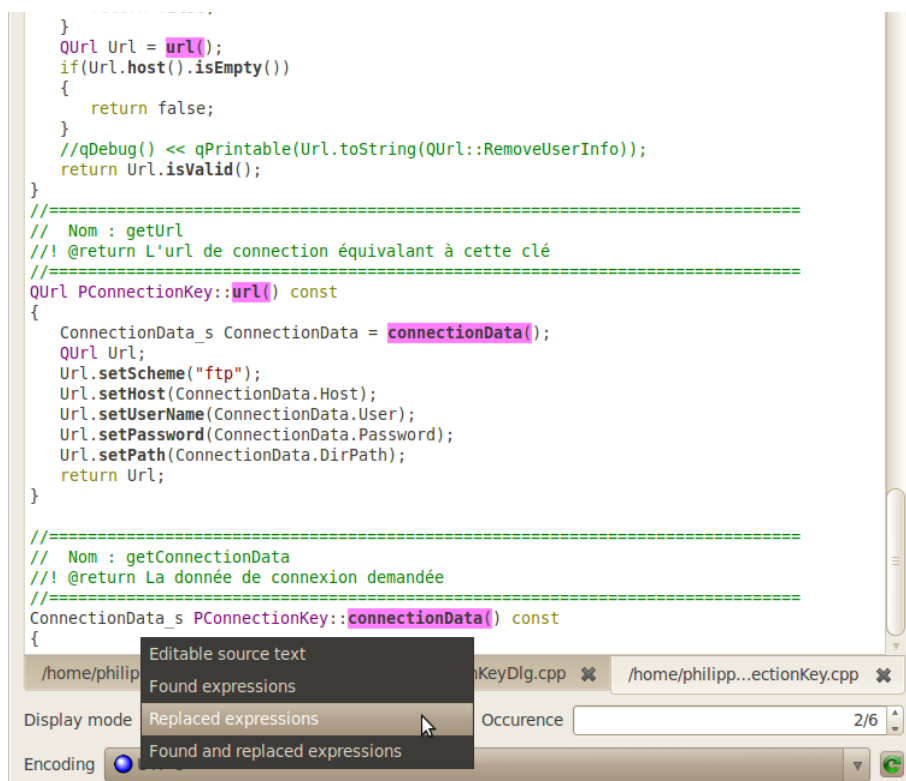 }
QUrl Url = url();
if(Url.host().isEmpty())
{
return false;
}
//qDebug() << qPrintable(Url.toString(QUrl::RemoveUserInfo));
return Url.isValid();
}
//==============================================================================
//  Nom : getUrl
//! @return L'url de connection équivalant à cette clé
//==============================================================================
QUrl PConnectionKey::url() const
{
ConnectionData_s ConnectionData = connectionData();
QUrl Url;
Url.setScheme("ftp");
Url.setHost(ConnectionData.Host);
Url.setUserName(ConnectionData.User);
Url.setPassword(ConnectionData.Password);
Url.setPath(ConnectionData.DirPath);
return Url;
}
//==============================================================================
//  Nom : getConnectionData
//! @return La donnée de connexion demandée
//==============================================================================
ConnectionData_s PConnectionKey::connectionData() const
{
Editable source text
/home/philip nKeyDlg.cpp /home/philipp...ectionKey.cpp
Found expressions
Display mode Replaced expressions Occurence 2/6
Found and replaced expressions
Encoding